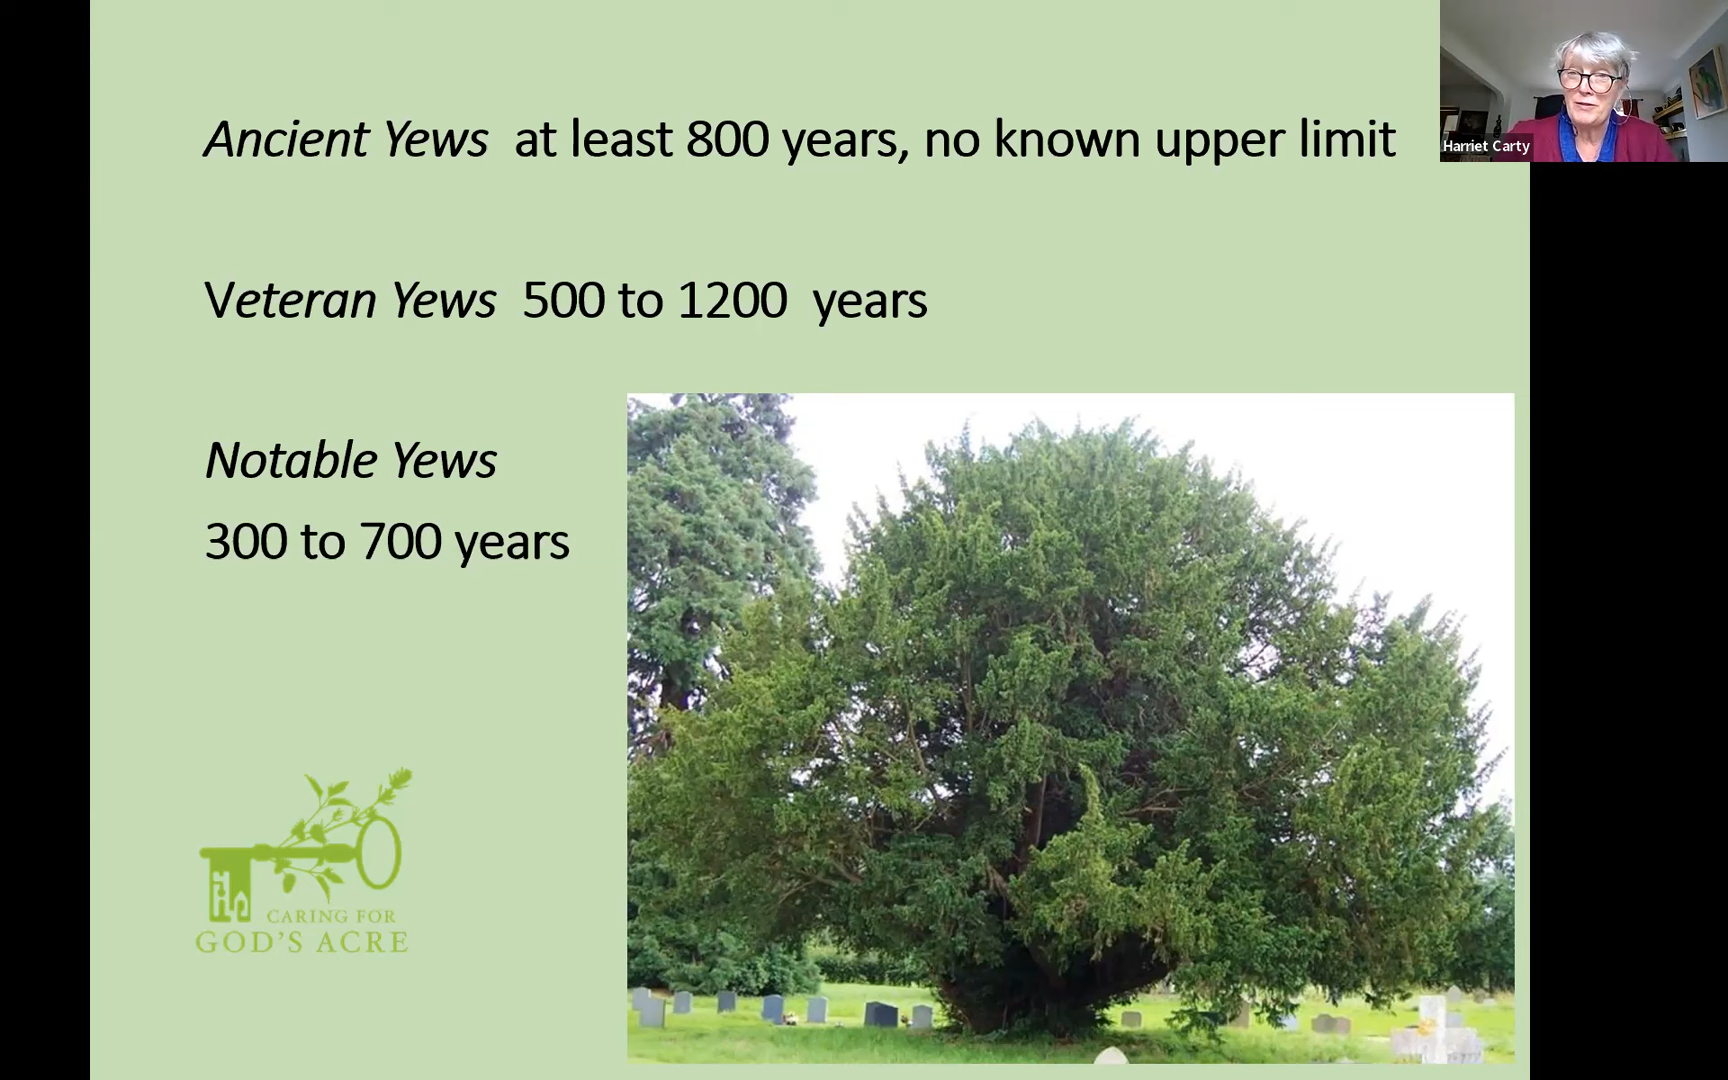 Ancient Yews at least 800 years, no known upper limit
Harriet Carty
Veteran Yews 500 to 1200 years
Notable Yews
300 to 700 years
CARING FOR
GOD'S ACRE